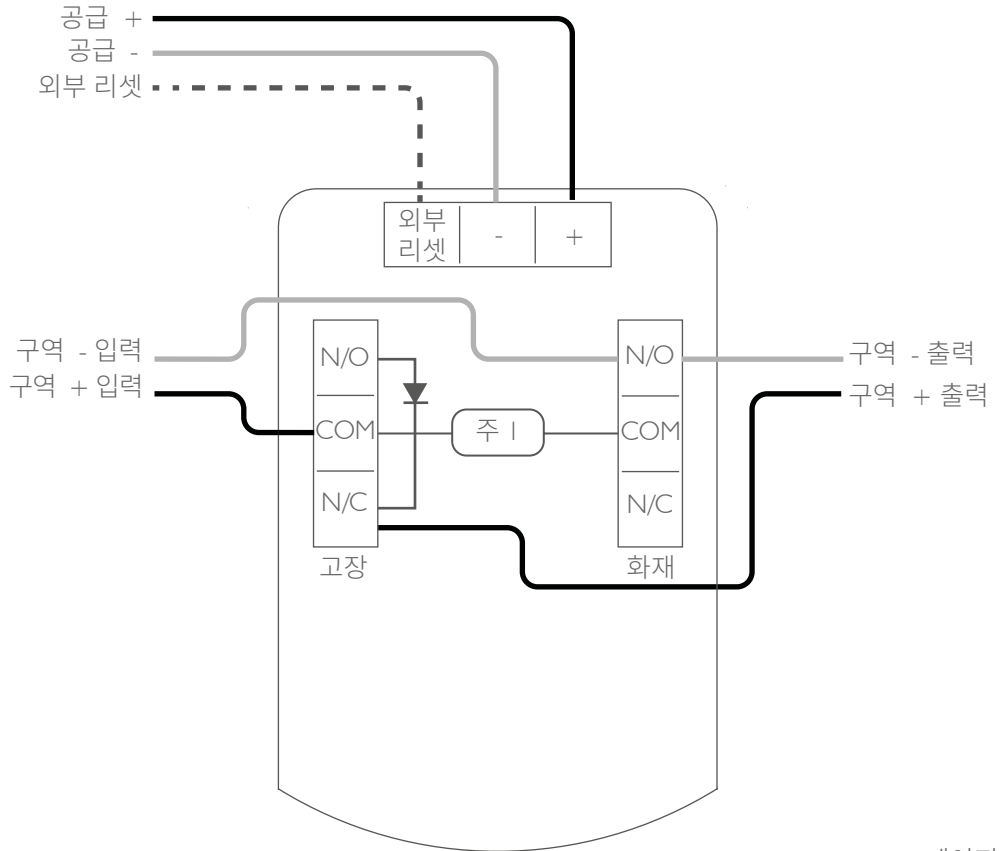 공급 +
공급 -
외부 리셋
외부
리셋
-
+
구역 - 입력
구역 + 입력
N/O
COM
N/C
고장
주 1
N/O
COM
N/C
화재
구역 - 출력
구역 + 출력